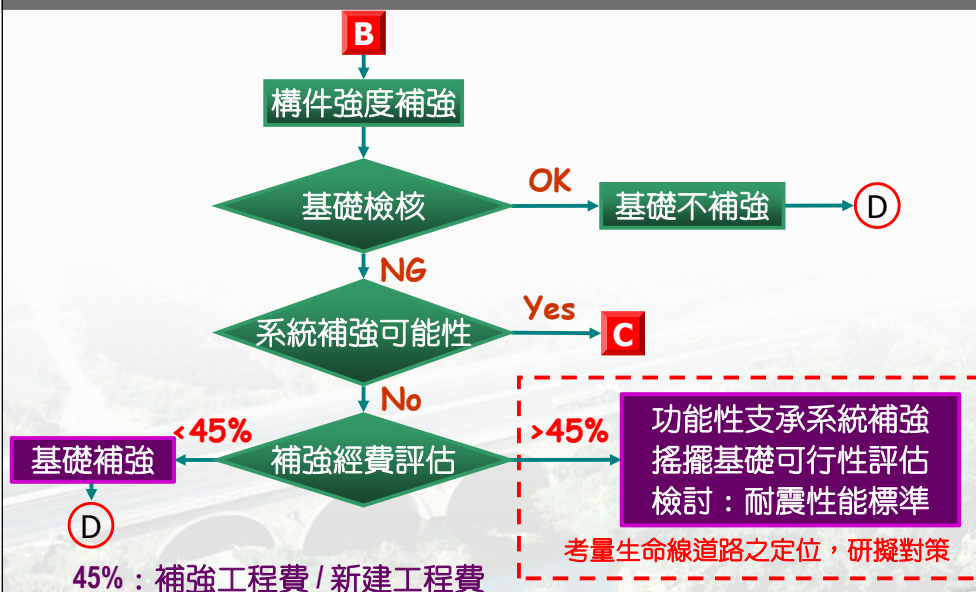 B
構件強度補強
基礎檢核
OK
基礎不補強
D
NG
系統補強可能性
Yes
C
No
補強經費評估
<45%
基礎補強
D
>45%
功能性支承系統補強
搖擺基礎可行性評估
檢討：耐震性能標準
考量生命線道路之定位，研擬對策
45%：補強工程費 / 新建工程費